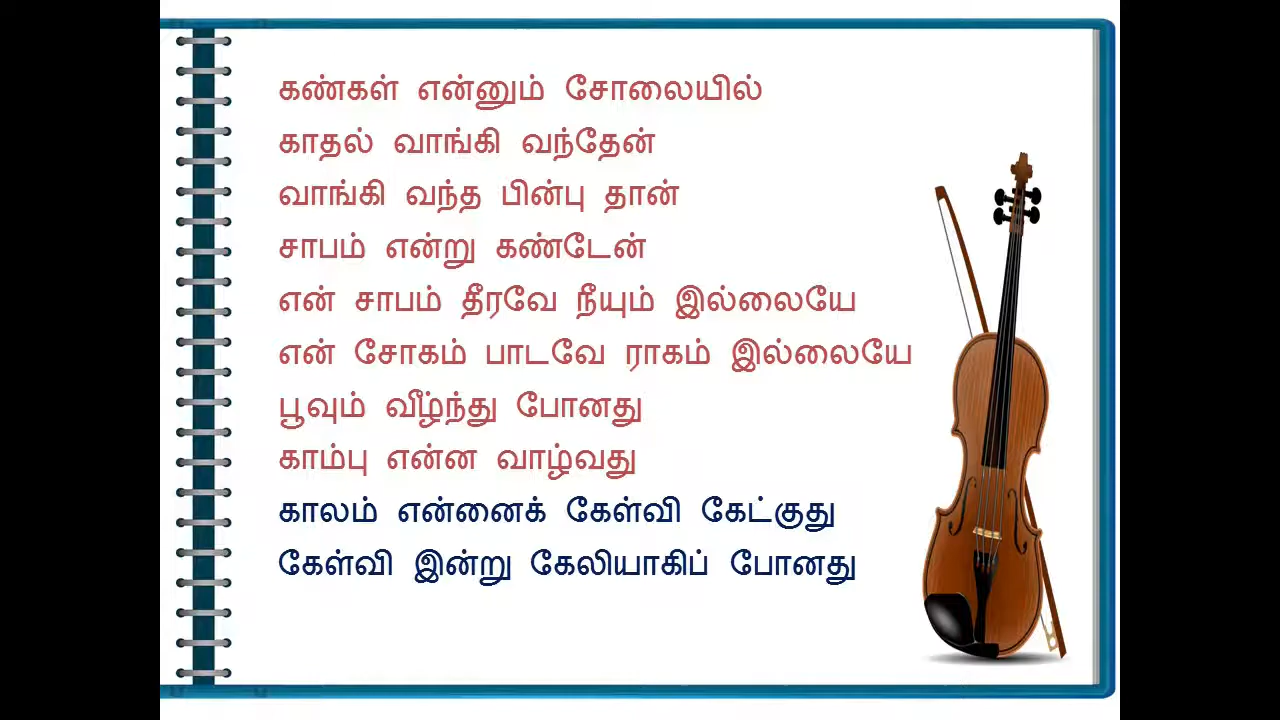 கண்கள் என்னும் சோலையில்
காதல் வாங்கி வந்தேன்
வாங்கி வந்த பின்பு தான்
சாபம் என்று கண்டேன்
என் சாபம் தீரவே நீயும் இல்லையே
என் சோகம் பாடவே ராகம் இல்லையே
பூவும் வீழ்ந்து போனது
காம்பு என்ன வாழ்வது
காலம் என்னைக் கேள்வி கேட்குது
கேள்வி இன்று கேலியாகிப் போனது